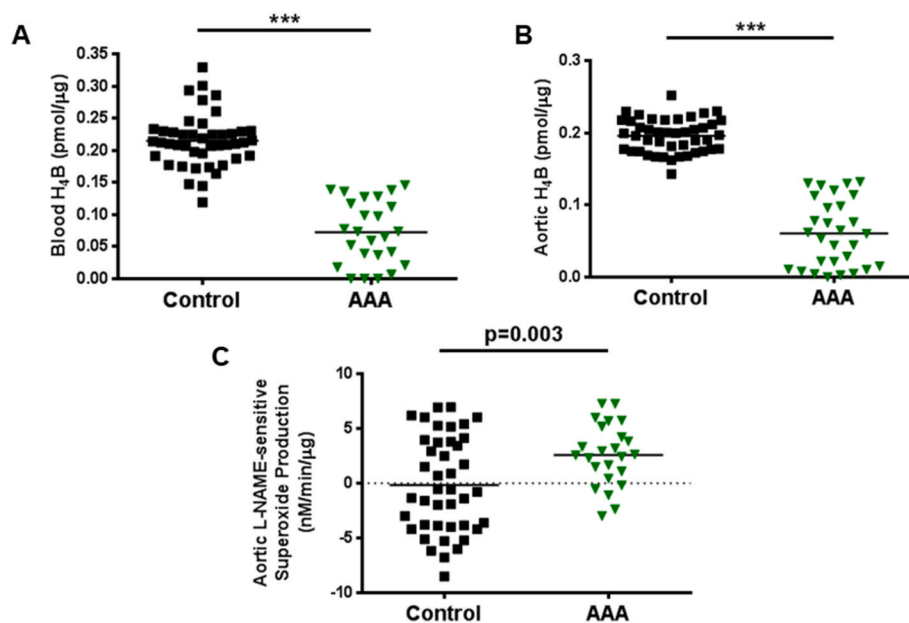 A
***
Blood H₄B (pmol/μg)
0.35
0.30
0.25
0.20
0.15
0.10
0.05
0.00
Control
AAA
B
***
Aortic H₄B (pmol/μg)
0.3
0.2
0.1
0.0
Control
AAA
C
p=0.003
Aortic L-NAME-sensitive
Superoxide Production
(nM/min/μg)
10
5
0
-5
-10
Control
AAA